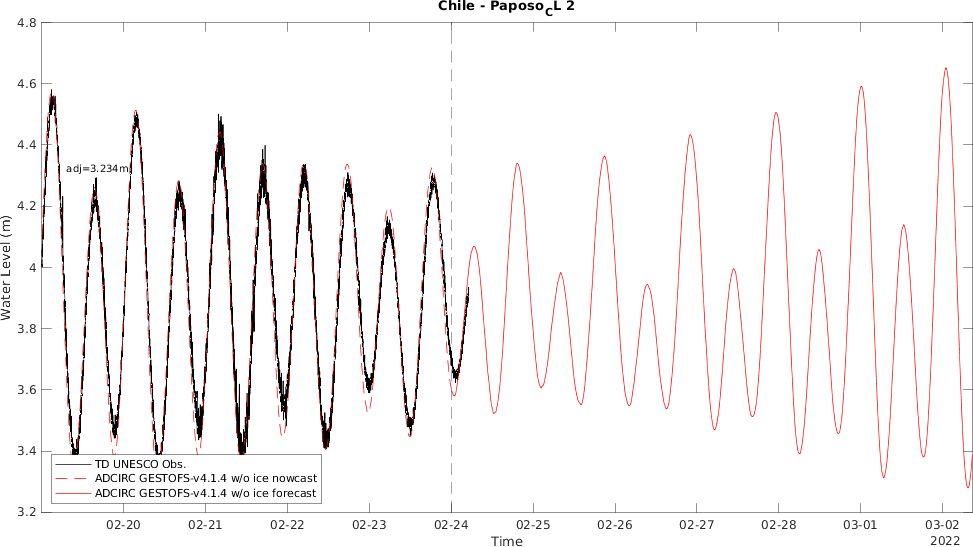 Chile - PaposoCL 2
4.8
4.6
4.4
4.2
4
3.8
3.6
3.4
3.2
Water Level (m)
adj=3.234m
TD UNESCO Obs.
ADCIRC GESTOFS-v4.1.4 w/o ice nowcast
ADCIRC GESTOFS-v4.1.4 w/o ice forecast
02-20 02-21 02-22 02-23 02-24 02-25 02-26 02-27 02-28 03-01 03-02
2022
Time